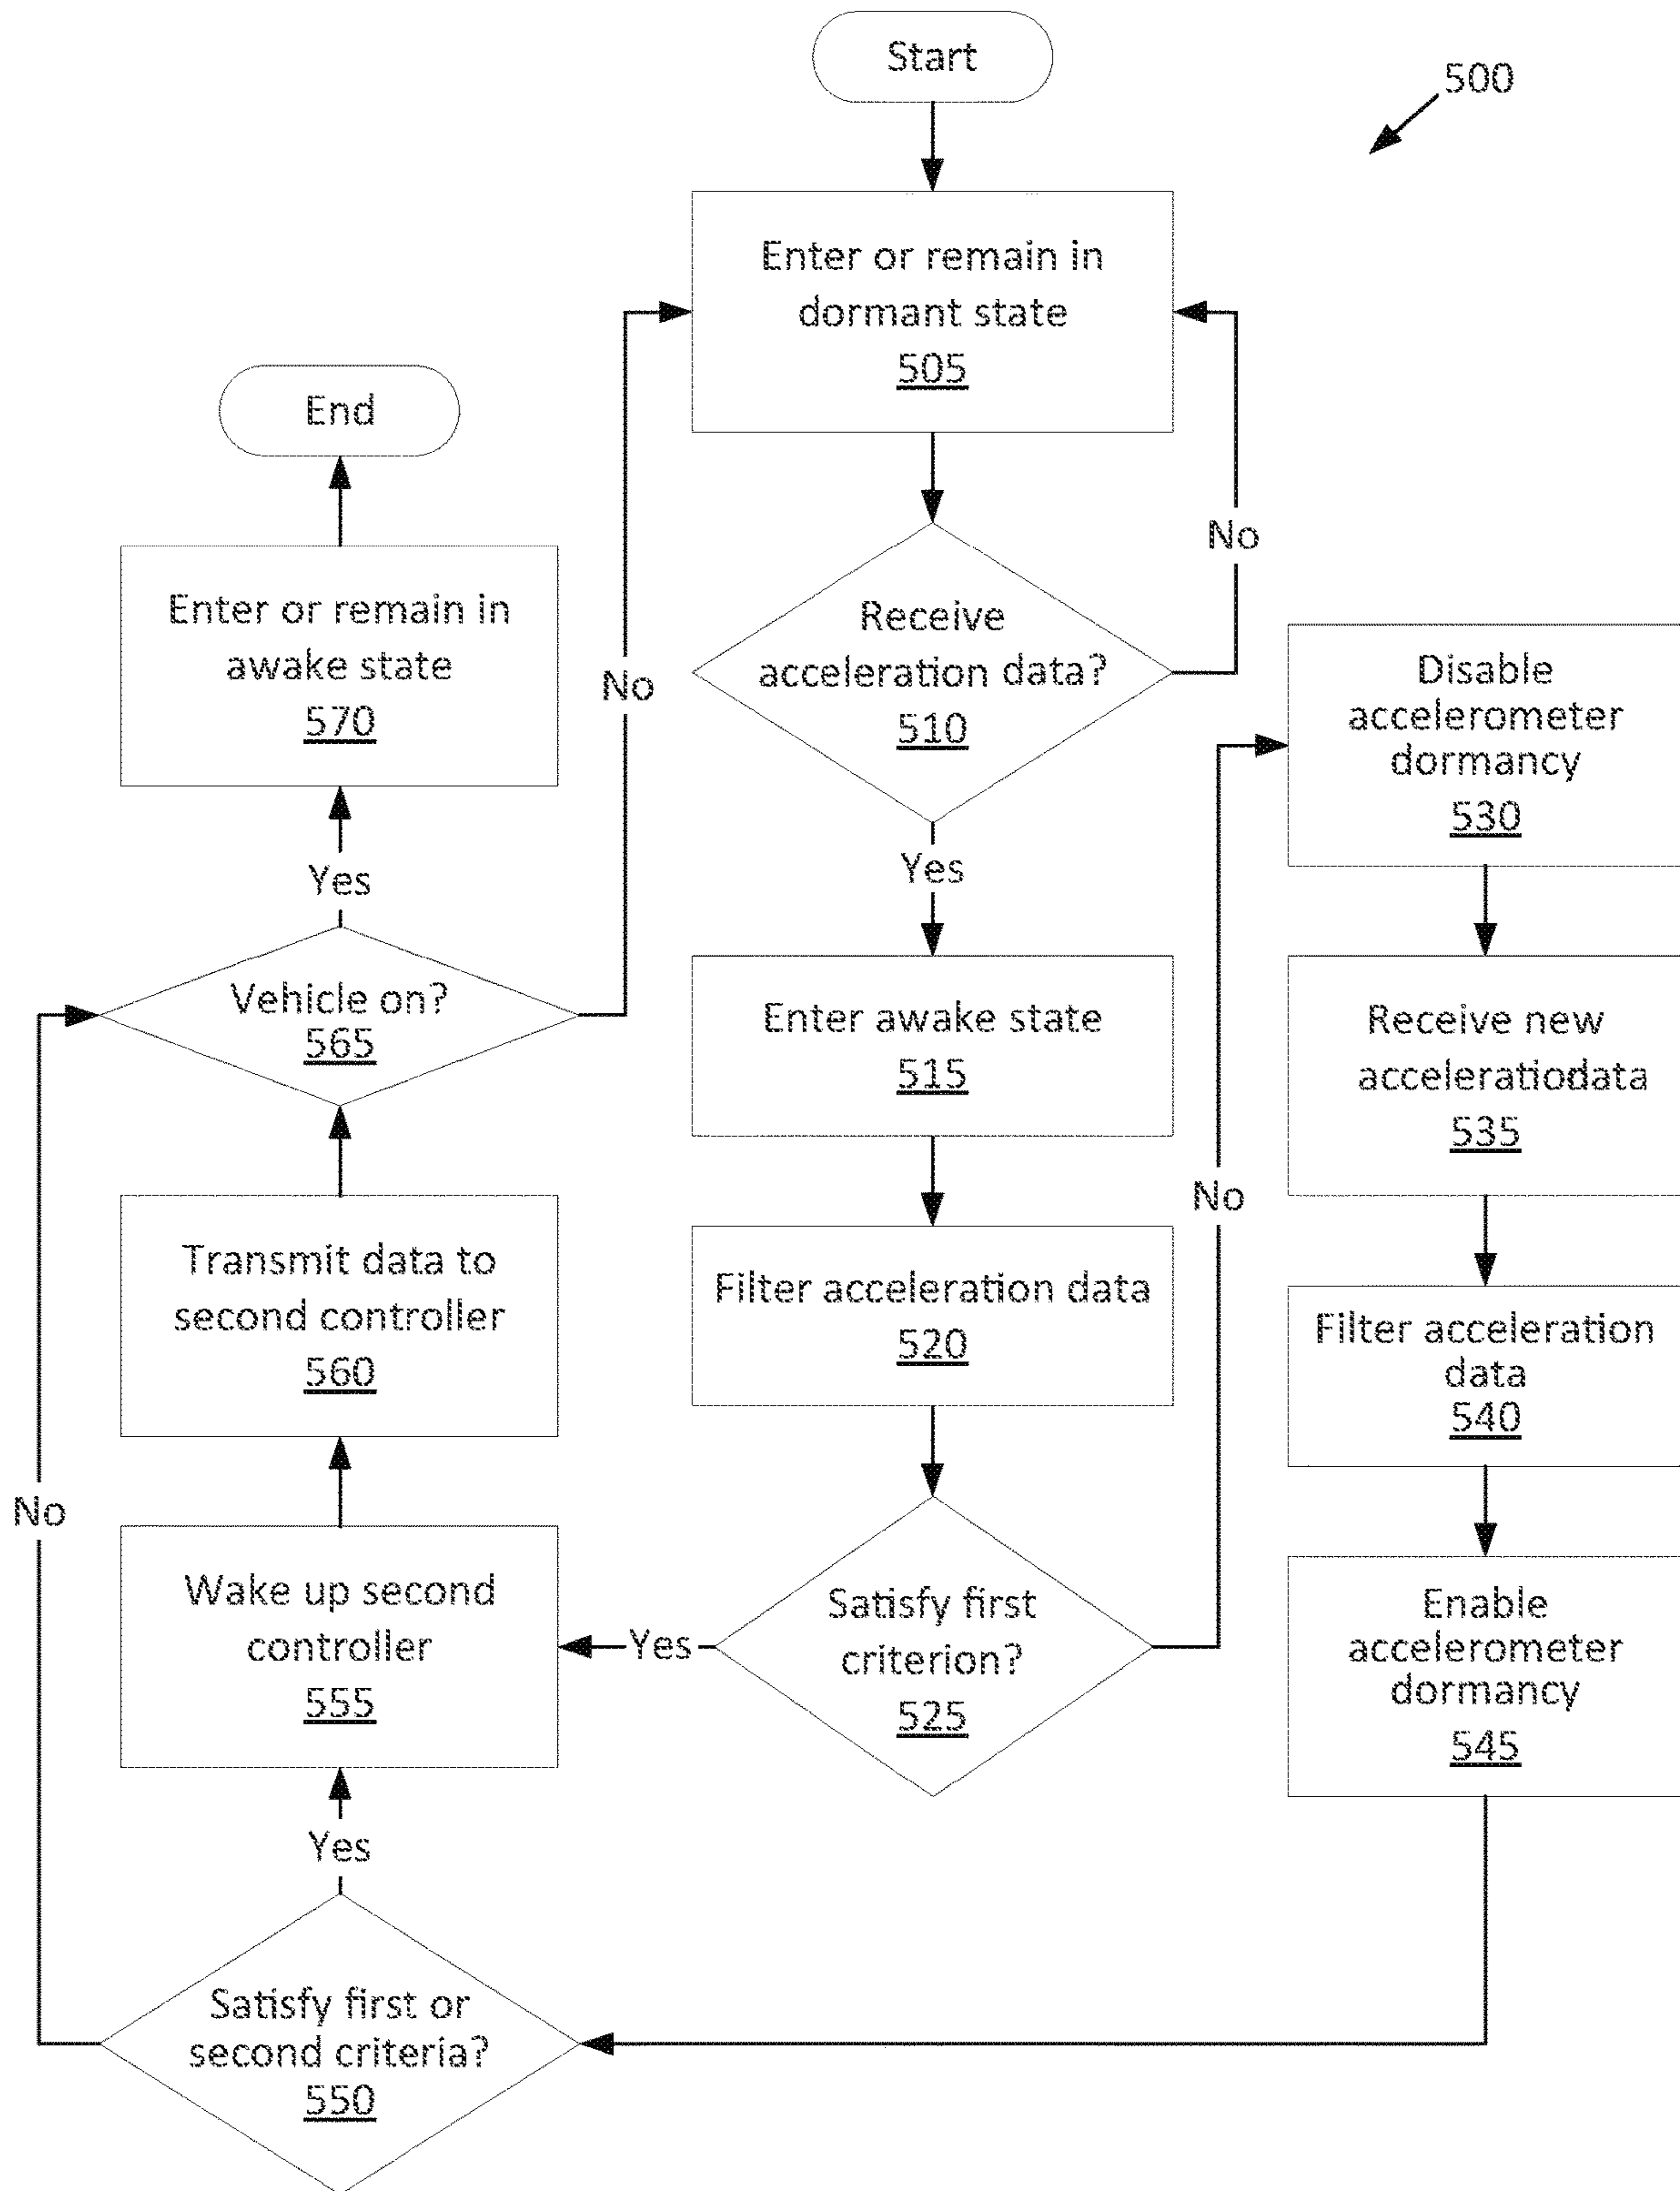 Start
500
Enter or remain in
dormant state
505
No
Receive
acceleration data?
510
Yes
Enter awake state
515
Filter acceleration data
520
Satisfy first
criterion?
525
No
Disable
accelerometer
dormancy
530
Receive new
accelerationdata
535
Filter acceleration
data
540
Enable
accelerometer
dormancy
545
Satisfy first or
second criteria?
550
Yes
Yes
Wake up second
controller
555
Transmit data to
second controller
560
No
Vehicle on?
565
No
Yes
Enter or remain in
awake state
570
End